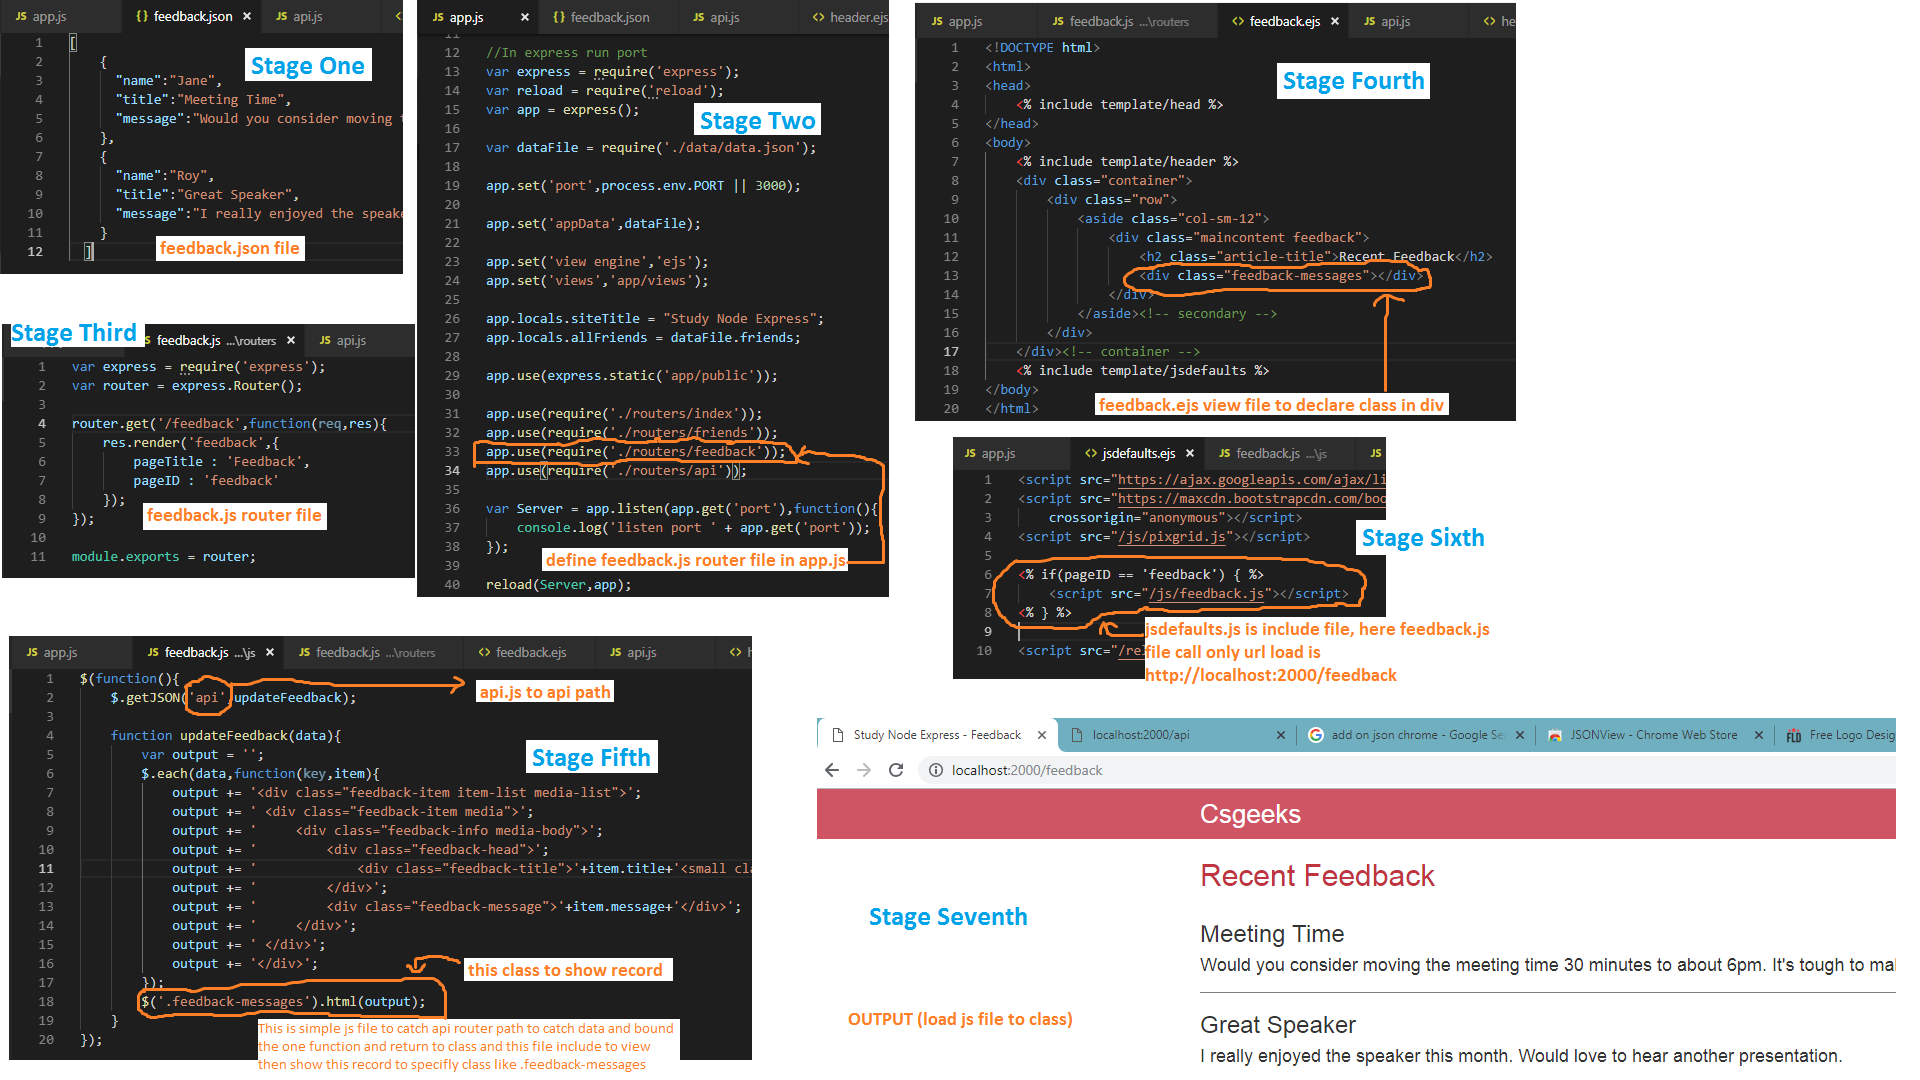 JS app.js
{} feedback.json ×
JS api.js
Stage One
1 [
2 {
3 "name":"Jane",
4 "title":"Meeting Time",
5 "message":"Would you consider moving
6 },
7 {
8 "name":"Roy",
9 "title":"Great Speaker",
10 "message":"I really enjoyed the speake
11 }
12 ]
feedback.json file
JS app.js ×
{} feedback.json
JS api.js
<> header.ejs
11
12 //In express run port
13 var express = require('express');
14 var reload = require('reload');
15 var app = express();
16
17 var dataFile = require('./data/data.json');
18
19 app.set('port',process.env.PORT || 3000);
20
21 app.set('appData',dataFile);
22
23 app.set('view engine','ejs');
24 app.set('views','app/views');
25
26 app.locals.siteTitle = "Study Node Express";
27 app.locals.allFriends = dataFile.friends;
28
29 app.use(express.static('app/public'));
30
31 app.use(require('./routers/index'));
32 app.use(require('./routers/friends'));
33 app.use(require('./routers/feedback'));
34 app.use(require('./routers/api'));
35
36 var Server = app.listen(app.get('port'),function(){
37 console.log('listen port ' + app.get('port'));
38 });
39
40 reload(Server,app);
Stage Two
define feedback.js router file in app.js
Stage Third
JS feedback.js ...\routers ×
JS api.js
1 var express = require('express');
2 var router = express.Router();
3
4 router.get('/feedback',function(req,res){
5 res.render('feedback',{
6 pageTitle : 'Feedback',
7 pageID : 'feedback'
8 });
9 });
10
11 module.exports = router;
feedback.js router file
JS app.js
JS feedback.js ...\routers
<> feedback.ejs ×
JS api.js
<> he
Stage Fourth
1 <!DOCTYPE html>
2 <html>
3 <head>
4 <% include template/head %>
5 </head>
6 <body>
7 <% include template/header %>
8 <div class="container">
9 <div class="row">
10 <aside class="col-sm-12">
11 <div class="maincontent feedback">
12 <h2 class="article-title">Recent Feedback</h2>
13 <div class="feedback-messages"></div>
14 </div>
15 </aside><!-- secondary -->
16 </div>
17 </div><!-- container -->
18 <% include template/jsdefaults %>
19 </body>
20 </html>
feedback.ejs view file to declare class in div
JS app.js
<> jsdefaults.ejs ×
JS feedback.js ...\js
JS
1 <script src="https://ajax.googleapis.com/ajax/li
2 <script src="https://maxcdn.bootstrapcdn.com/boo
3 crossorigin="anonymous"></script>
4 <script src="/js/pixgrid.js"></script>
5
6 <% if(pageID == 'feedback') { %>
7 <script src="/js/feedback.js"></script>
8 <% } %>
9
10 <script src="/rel
Stage Sixth
jsdefaults.js is include file, here feedback.js
file call only url load is
http://localhost:2000/feedback
JS app.js
JS feedback.js ...\js ×
JS feedback.js ...\routers
<> feedback.ejs
JS api.js
<> h
1 $(function(){
2 $.getJSON('api',updateFeedback);
3
4 function updateFeedback(data){
5 var output = '';
6 $.each(data,function(key,item){
7 output += '<div class="feedback-item item-list media-list">';
8 output += ' <div class="feedback-item media">';
9 output += ' <div class="feedback-info media-body">';
10 output += ' <div class="feedback-head">';
11 output += ' <div class="feedback-title">'+item.title+'<small cl
12 output += ' </div>';
13 output += ' <div class="feedback-message">'+item.message+'</div>';
14 output += ' </div>';
15 output += ' </div>';
16 output += '</div>';
17 });
18 $('.feedback-messages').html(output);
19 }
20 });
api.js to api path
Stage Fifth
this class to show record
This is simple js file to catch api router path to catch data and bound
the one function and return to class and this file include to view
then show this record to specifly class like .feedback-messages
Study Node Express - Feedback ×
localhost:2000/api ×
add on json chrome - Google Se ×
JSONView - Chrome Web Store ×
FLD Free Logo Desig
localhost:2000/feedback
Csgeeks
Recent Feedback
Stage Seventh
Meeting Time
Would you consider moving the meeting time 30 minutes to about 6pm. It's tough to mal
OUTPUT (load js file to class)
Great Speaker
I really enjoyed the speaker this month. Would love to hear another presentation.